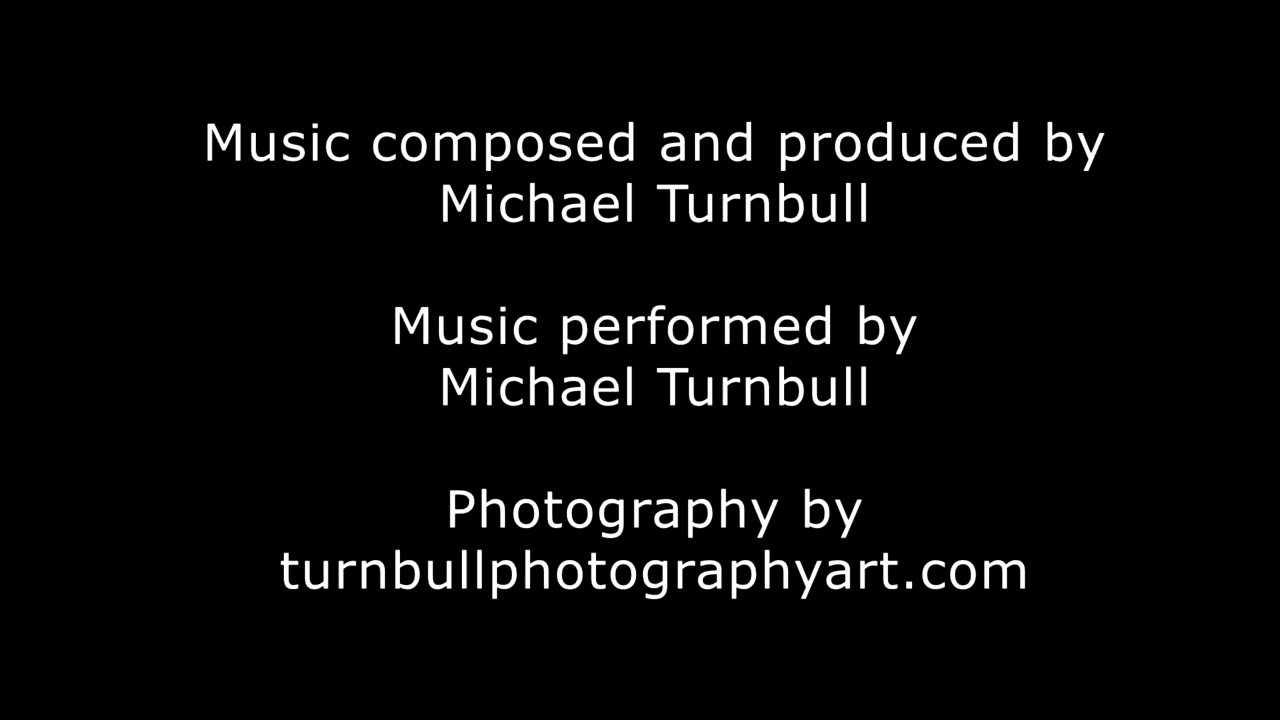 Music composed and produced by
Michael Turnbull
Music performed by
Michael Turnbull
Photography by
turnbullphotographyart.com